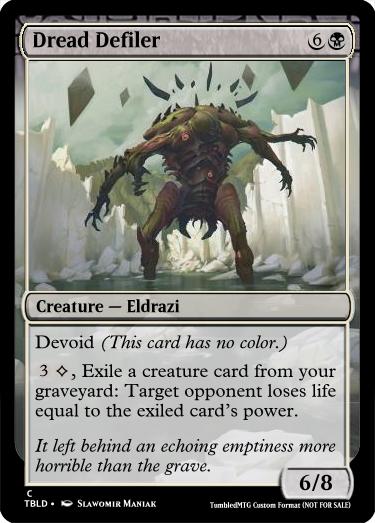 Dread Defiler 6
Creature — Eldrazi
Devoid (This card has no color.)
3 ◇, Exile a creature card from your
graveyard: Target opponent loses life
equal to the exiled card's power.
It left behind an echoing emptiness more
horrible than the grave.
6/8
C
TBLD • Slawomir Maniak
TumbledMTG Custom Format (NOT FOR SALE)